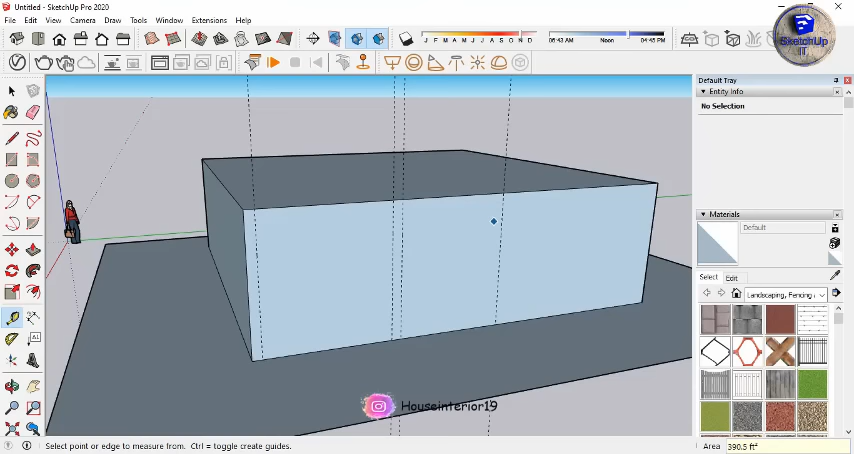 Untitled - SketchUp Pro 2020
File Edit View Camera Draw Tools Window Extensions Help
J F M A M J J A S O N D
06:43 AM Noon 04:45 PM
SketchUp
IT
Default Tray
Entity Info
No Selection
Materials
Default
Select Edit
Landscaping, Fencing
A1
Houseinterior19
Select point or edge to measure from. Ctrl = toggle create guides.
Area 390.5 ft²